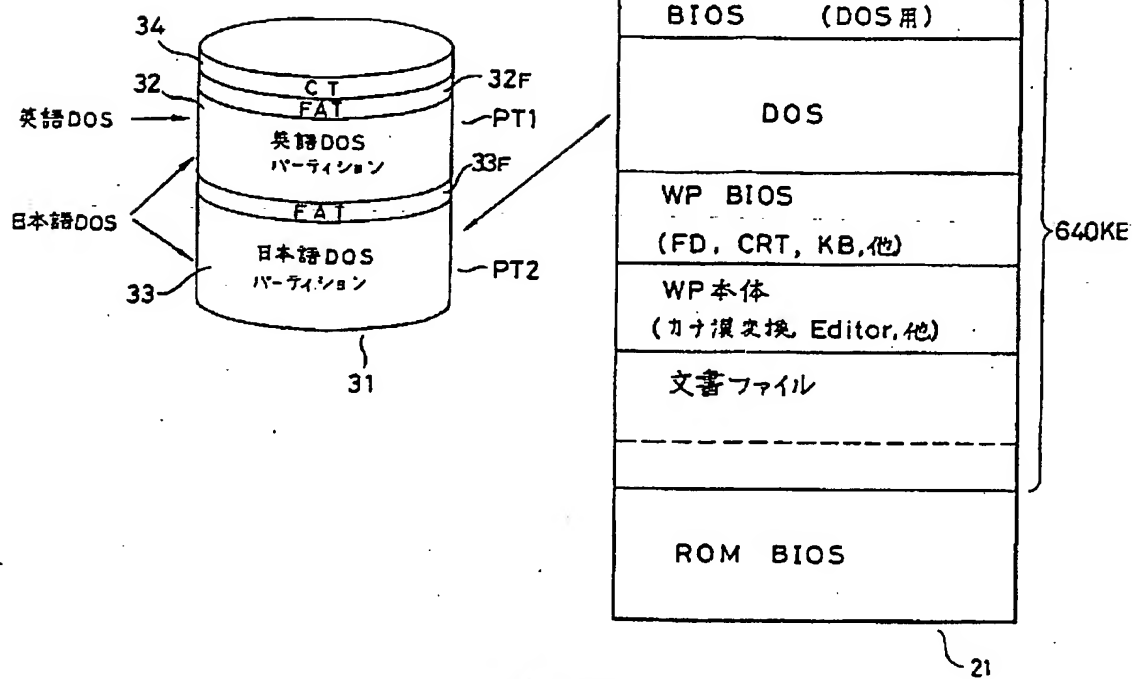 34
CT
32
32F
FAT
英語DOS
PT1
英語DOS
パーティション
33F
日本語DOS
FAT
日本語DOS
パーティション
33
PT2
31
BIOS (DOS用)
DOS
WP BIOS
(FD, CRT, KB,他)
640KB
WP本体
(カナ漢変換, Editor,他)
文書ファイル
ROM BIOS
21